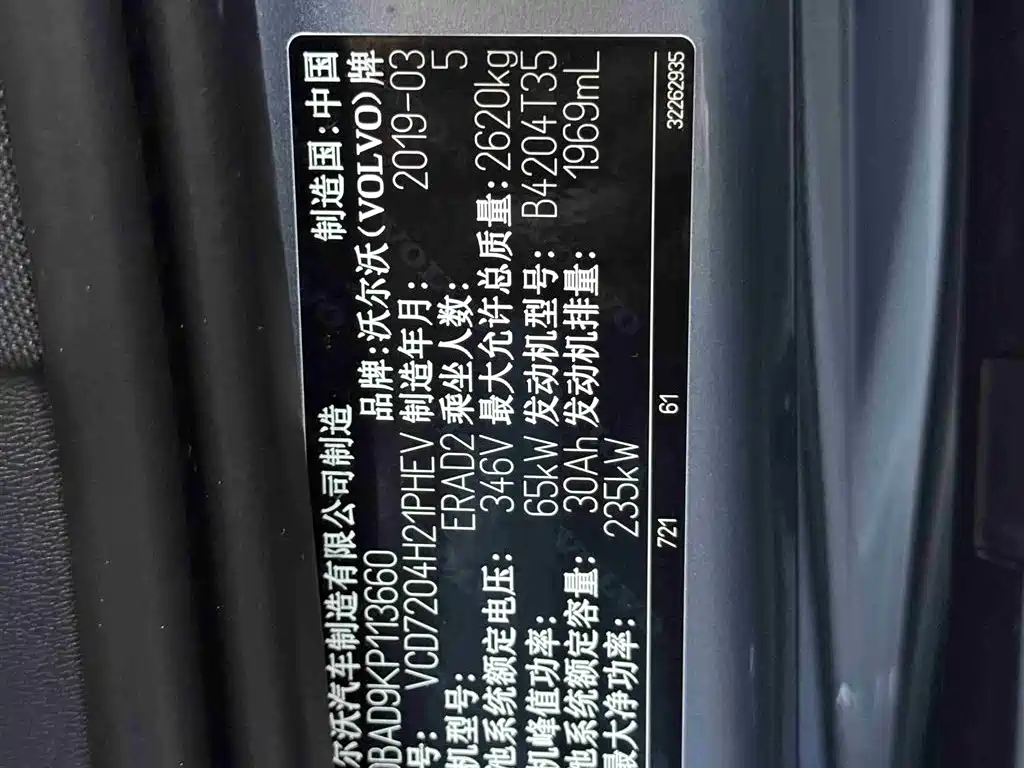 尔沃汽车制造有限公司制造 制造国:中国
0BAD9KP113660 品牌:沃尔沃(VOLVO)牌
号: VCD7204H21PHEV 制造年月: 2019-03
机型号: ERAD2 乘坐人数: 5
池系统额定电压: 346V 最大允许总质量: 2620kg
机峰值功率: 65kW 发动机型号: B4204T35
池系统额定容量: 30Ah 发动机排量: 1969mL
最大净功率: 235kW
721 61 32262935